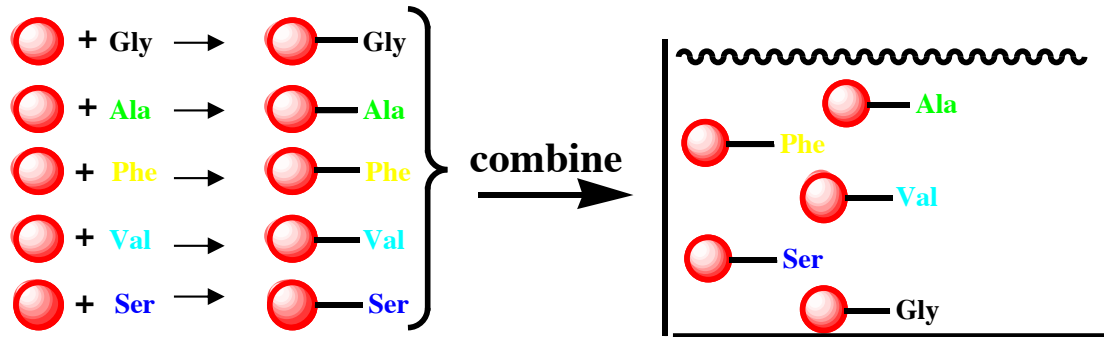 + Gly → Gly
+ Ala → Ala
+ Phe → Phe
+ Val → Val
+ Ser → Ser
combine
Ala
Phe
Val
Ser
Gly